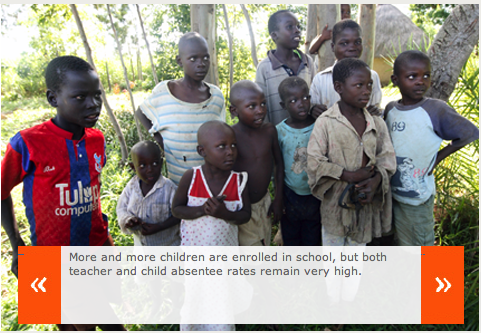 Tulip
computers
89
« More and more children are enrolled in school, but both »
teacher and child absentee rates remain very high.